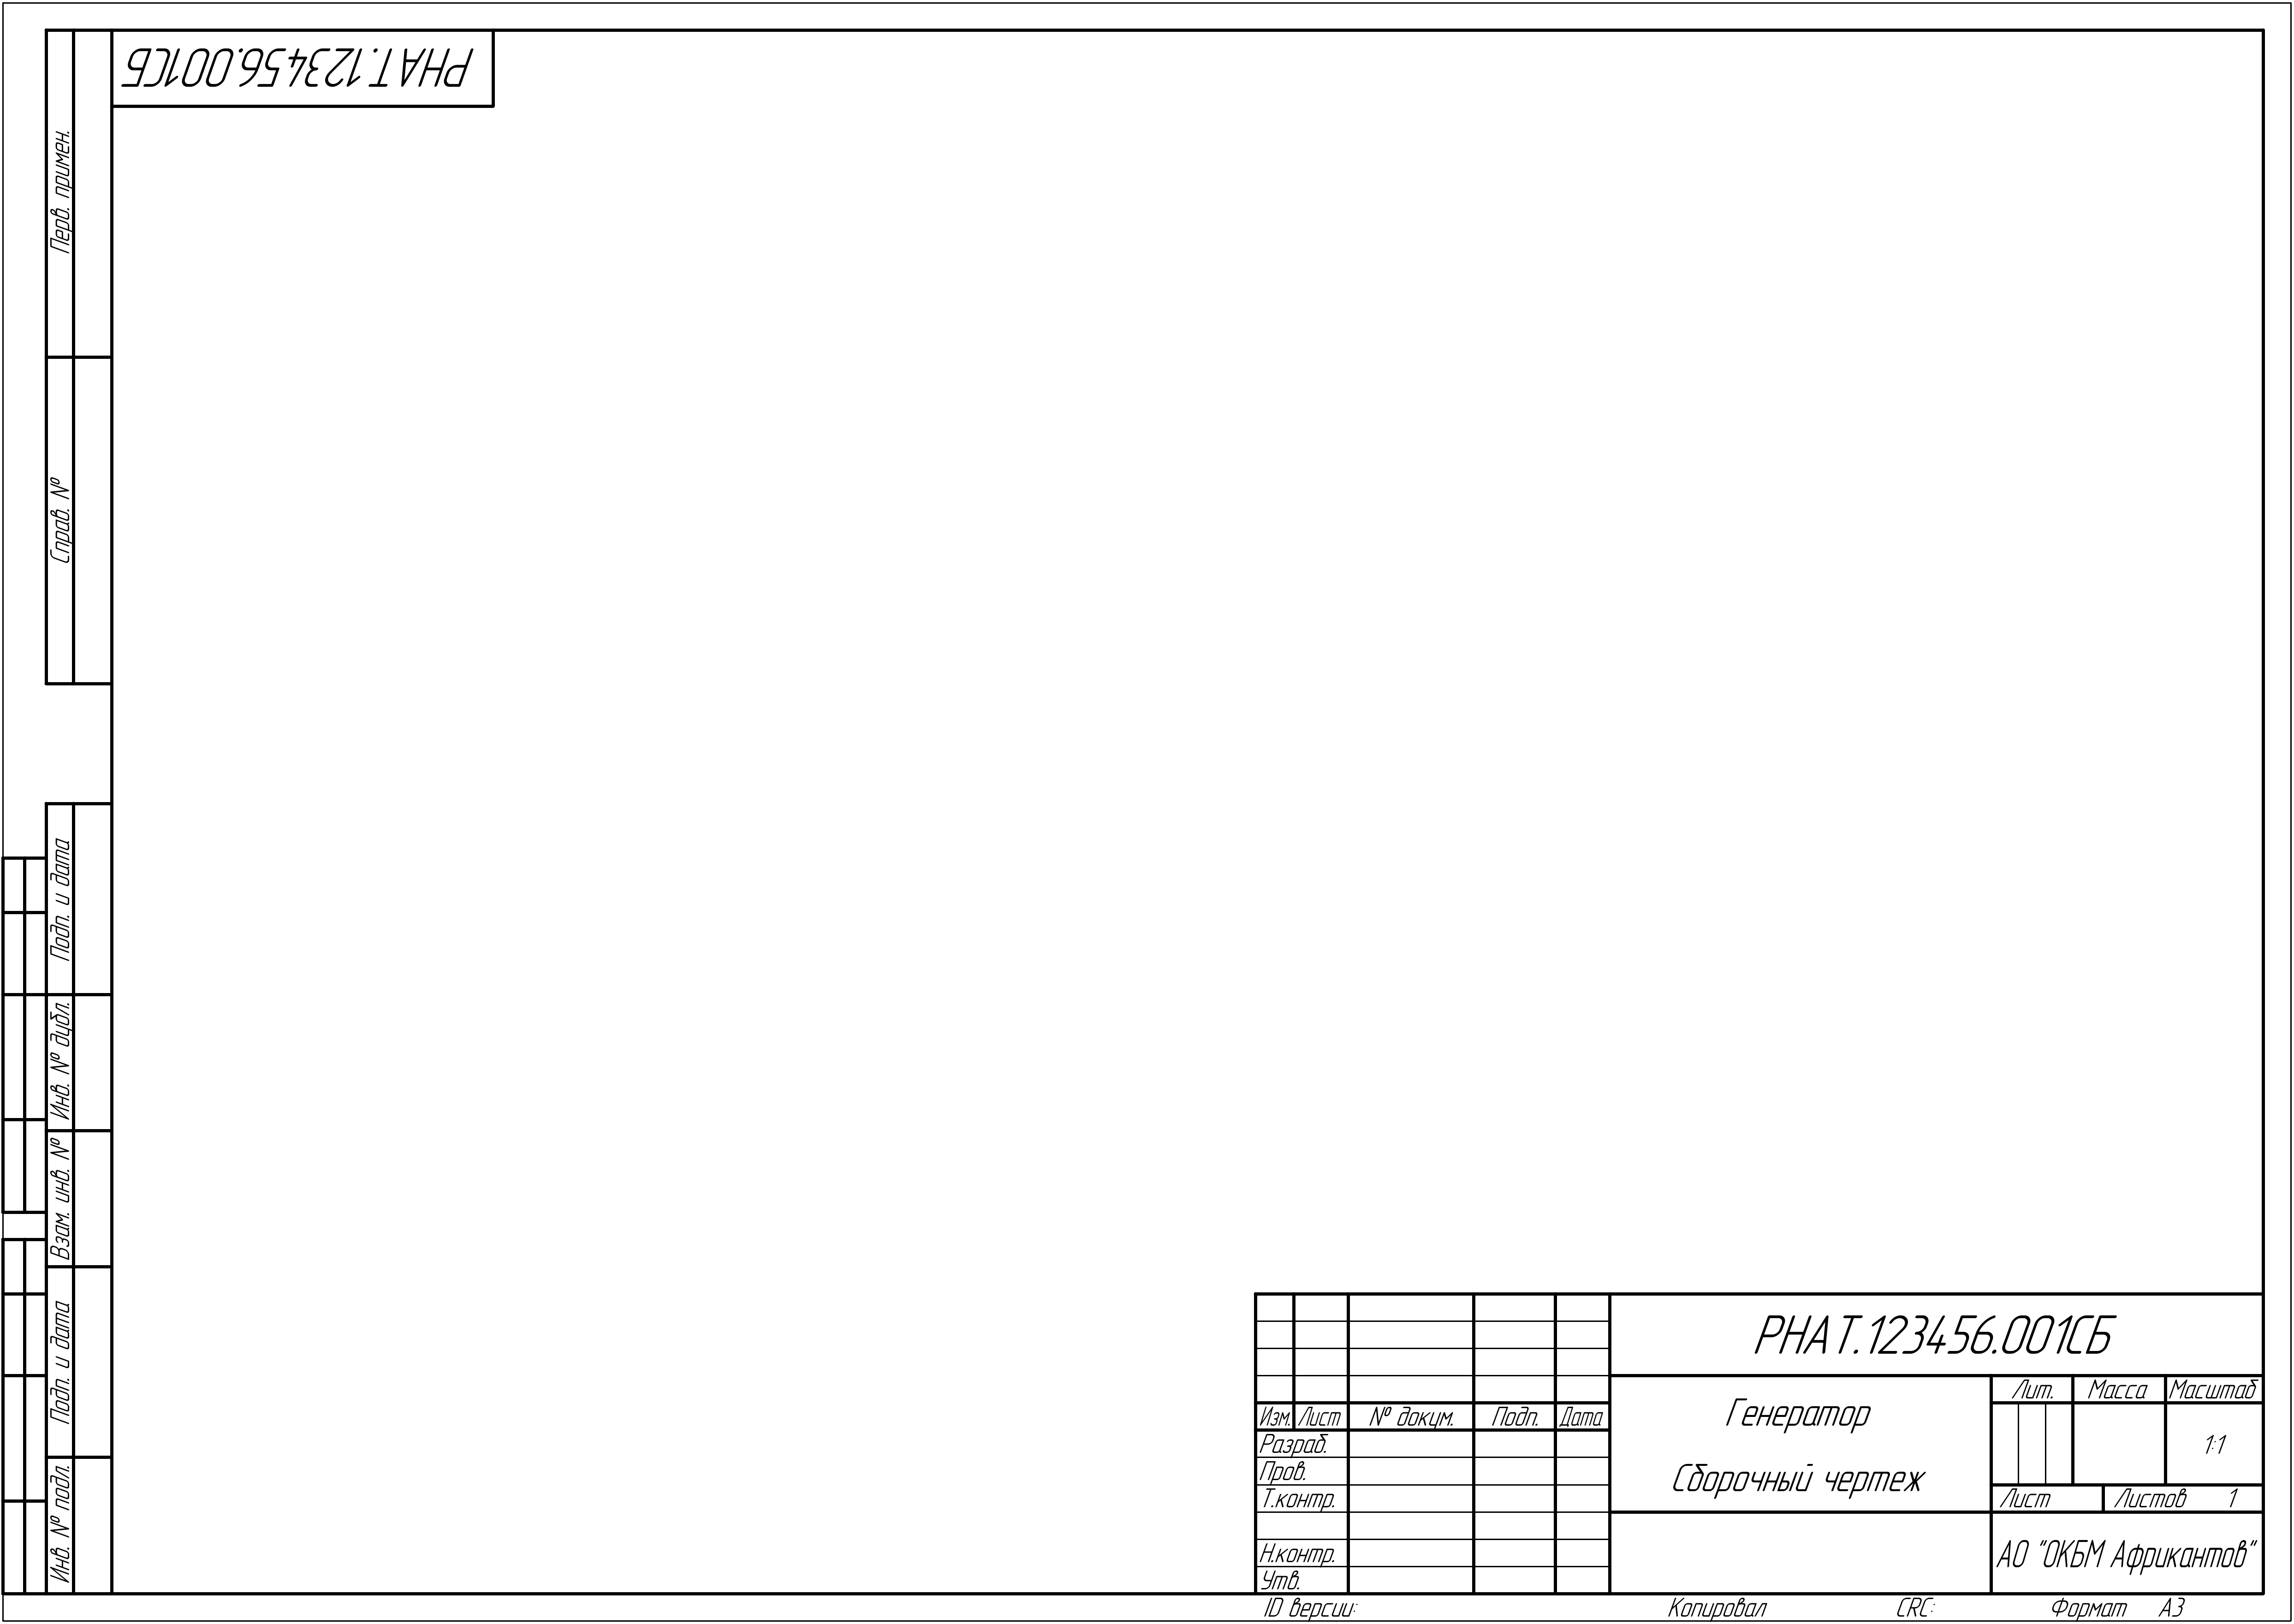 РНАТ.123456.001СБ
Перв. примен.
Справ. №
Подп. и дата
Инв. № дубл.
Взам. инв. №
Подп. и дата
Инв. № подл.
РНАТ.123456.001СБ
Лит. Масса Масштаб
Изм. Лист № докум. Подп. Дата
Генератор
Разраб.
1:1
Пров.
Сборочный чертеж
Т.контр.
Лист Листов 1
Н.контр.
АО "ОКБМ Африкантов"
Утв.
ID версии: Копировал CRC: Формат А3